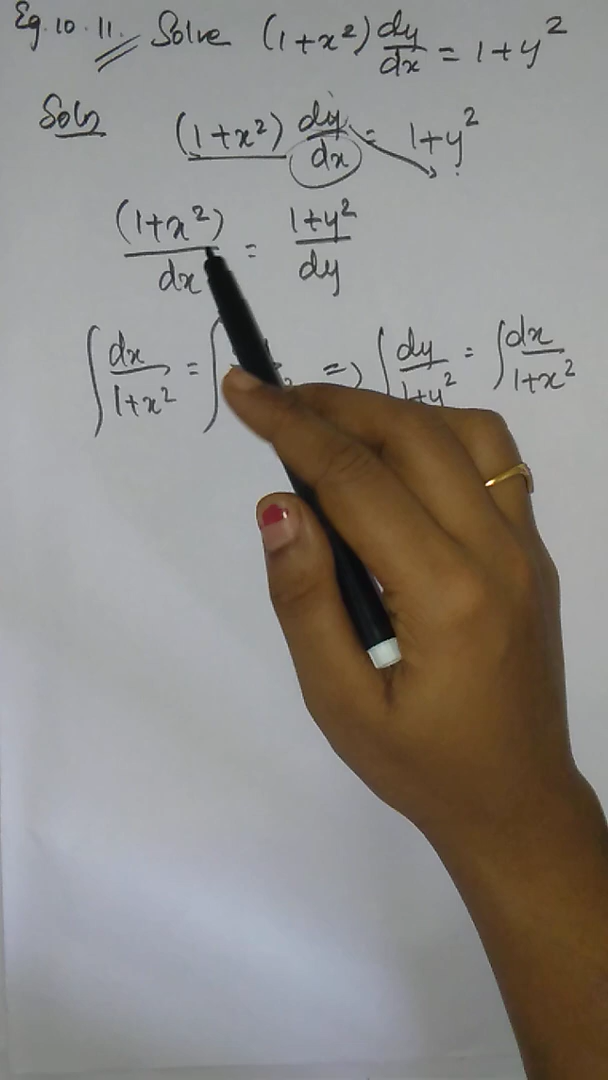 Eg. 10. 11. Solve (1+x²) dy/dx = 1+y²
Soln (1+x²) dy/dx = 1+y²
(1+x²)/dx = 1+y²/dy
∫ dx/1+x² = ∫ => ∫ dy/1+y² = ∫ dx/1+x²